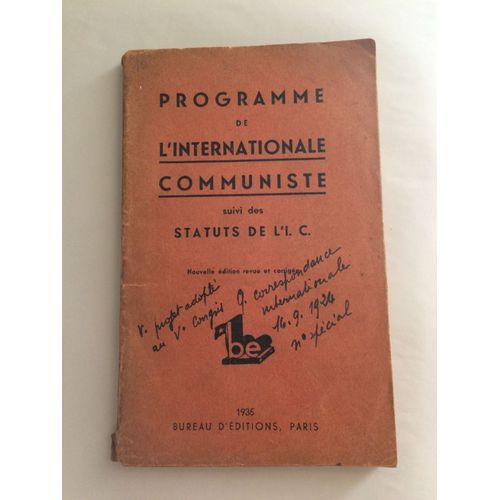 PROGRAMME
DE
L'INTERNATIONALE
COMMUNISTE
suivi des
STATUTS DE L'I. C.
Nouvelle édition revue et corrigée
v. projet adopté
au Ve Congrès
correspondance
internationale
16.9.1924
n° spécial
b.e
1935
BUREAU D'ÉDITIONS, PARIS